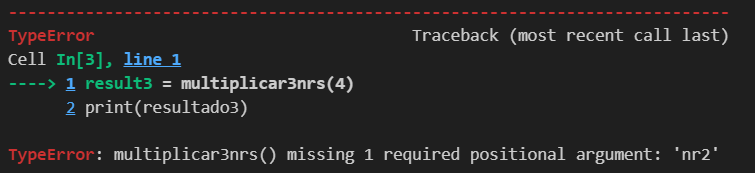 ---------------------------------------------------------------------------
TypeError                                 Traceback (most recent call last)
Cell In[3], line 1
----> 1 result3 = multiplicar3nrs(4)
      2 print(resultado3)
TypeError: multiplicar3nrs() missing 1 required positional argument: 'nr2'